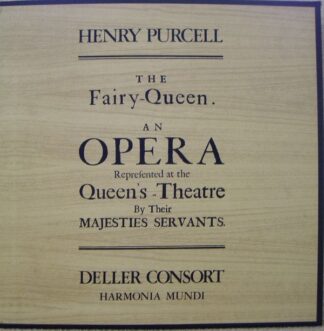 HENRY PURCELL
THE
Fairy-Queen.
AN
OPERA
Repreſented at the
Queen's-Theatre
By Their
MAJESTIES SERVANTS.
DELLER CONSORT
HARMONIA MUNDI